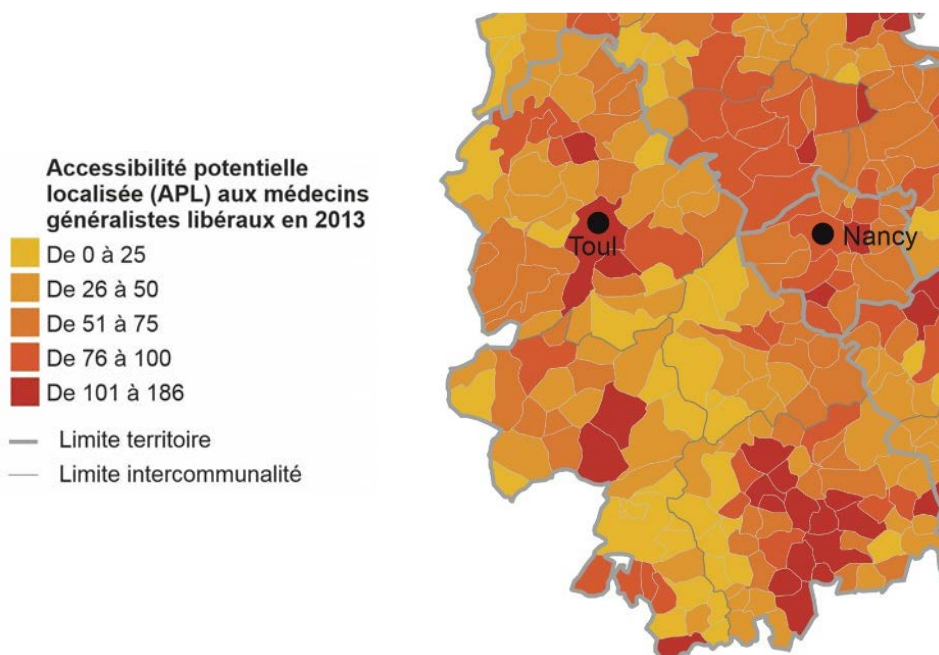 Accessibilité potentielle
localisée (APL) aux médecins
généralistes libéraux en 2013
De 0 à 25
De 26 à 50
De 51 à 75
De 76 à 100
De 101 à 186
Limite territoire
Limite intercommunalité
Toul
Nancy